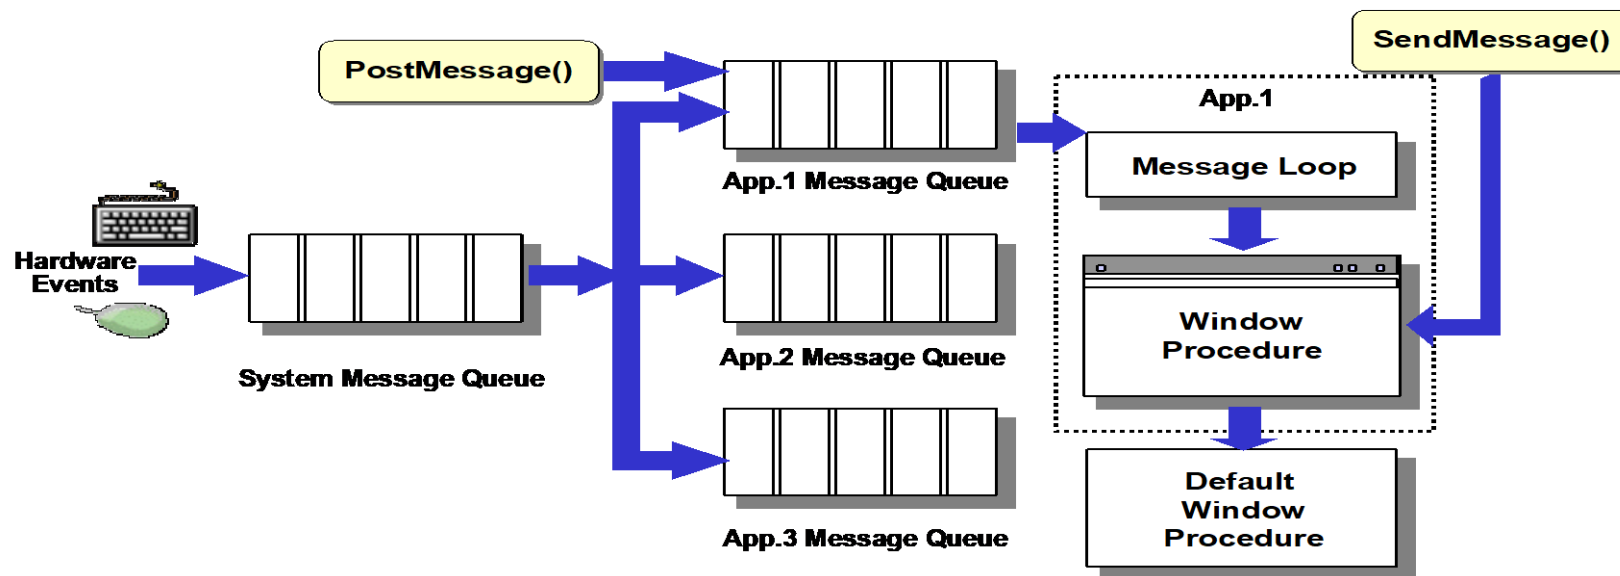 SendMessage()
PostMessage()
App.1
Message Loop
App.1 Message Queue
Hardware
Events
System Message Queue
App.2 Message Queue
Window
Procedure
App.3 Message Queue
Default
Window
Procedure